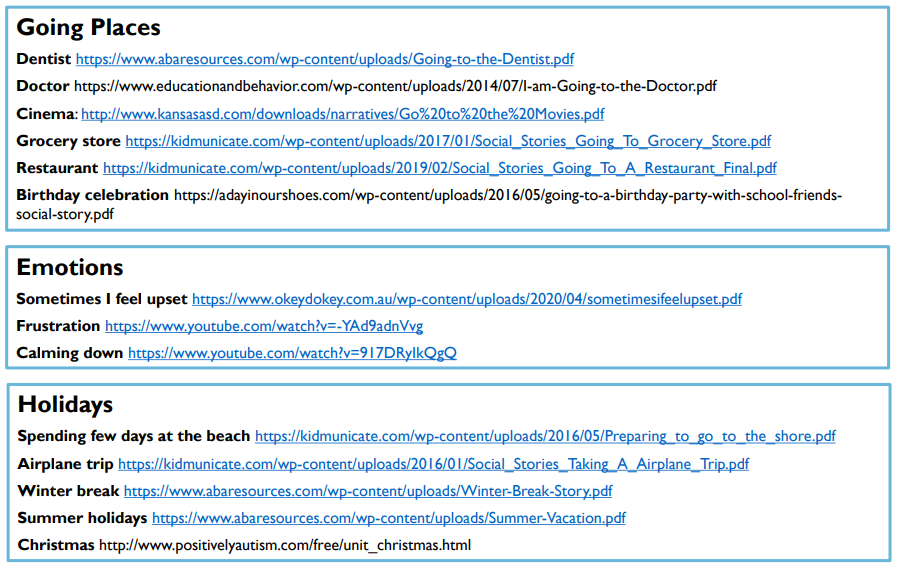 Going Places
Dentist https://www.abaresources.com/wp-content/uploads/Going-to-the-Dentist.pdf
Doctor https://www.educationandbehavior.com/wp-content/uploads/2014/07/I-am-Going-to-the-Doctor.pdf
Cinema: http://www.kansasasd.com/downloads/narratives/Go%20to%20the%20Movies.pdf
Grocery store https://kidmunicate.com/wp-content/uploads/2017/01/Social_Stories_Going_To_Grocery_Store.pdf
Restaurant https://kidmunicate.com/wp-content/uploads/2019/02/Social_Stories_Going_To_A_Restaurant_Final.pdf
Birthday celebration https://adayinourshoes.com/wp-content/uploads/2016/05/going-to-a-birthday-party-with-school-friends-
social-story.pdf
Emotions
Sometimes I feel upset https://www.okeydokey.com.au/wp-content/uploads/2020/04/sometimesifeelupset.pdf
Frustration https://www.youtube.com/watch?v=-YAd9adnVvg
Calming down https://www.youtube.com/watch?v=917DRyIkQgQ
Holidays
Spending few days at the beach https://kidmunicate.com/wp-content/uploads/2016/05/Preparing_to_go_to_the_shore.pdf
Airplane trip https://kidmunicate.com/wp-content/uploads/2016/01/Social_Stories_Taking_A_Airplane_Trip.pdf
Winter break https://www.abaresources.com/wp-content/uploads/Winter-Break-Story.pdf
Summer holidays https://www.abaresources.com/wp-content/uploads/Summer-Vacation.pdf
Christmas http://www.positivelyautism.com/free/unit_christmas.html